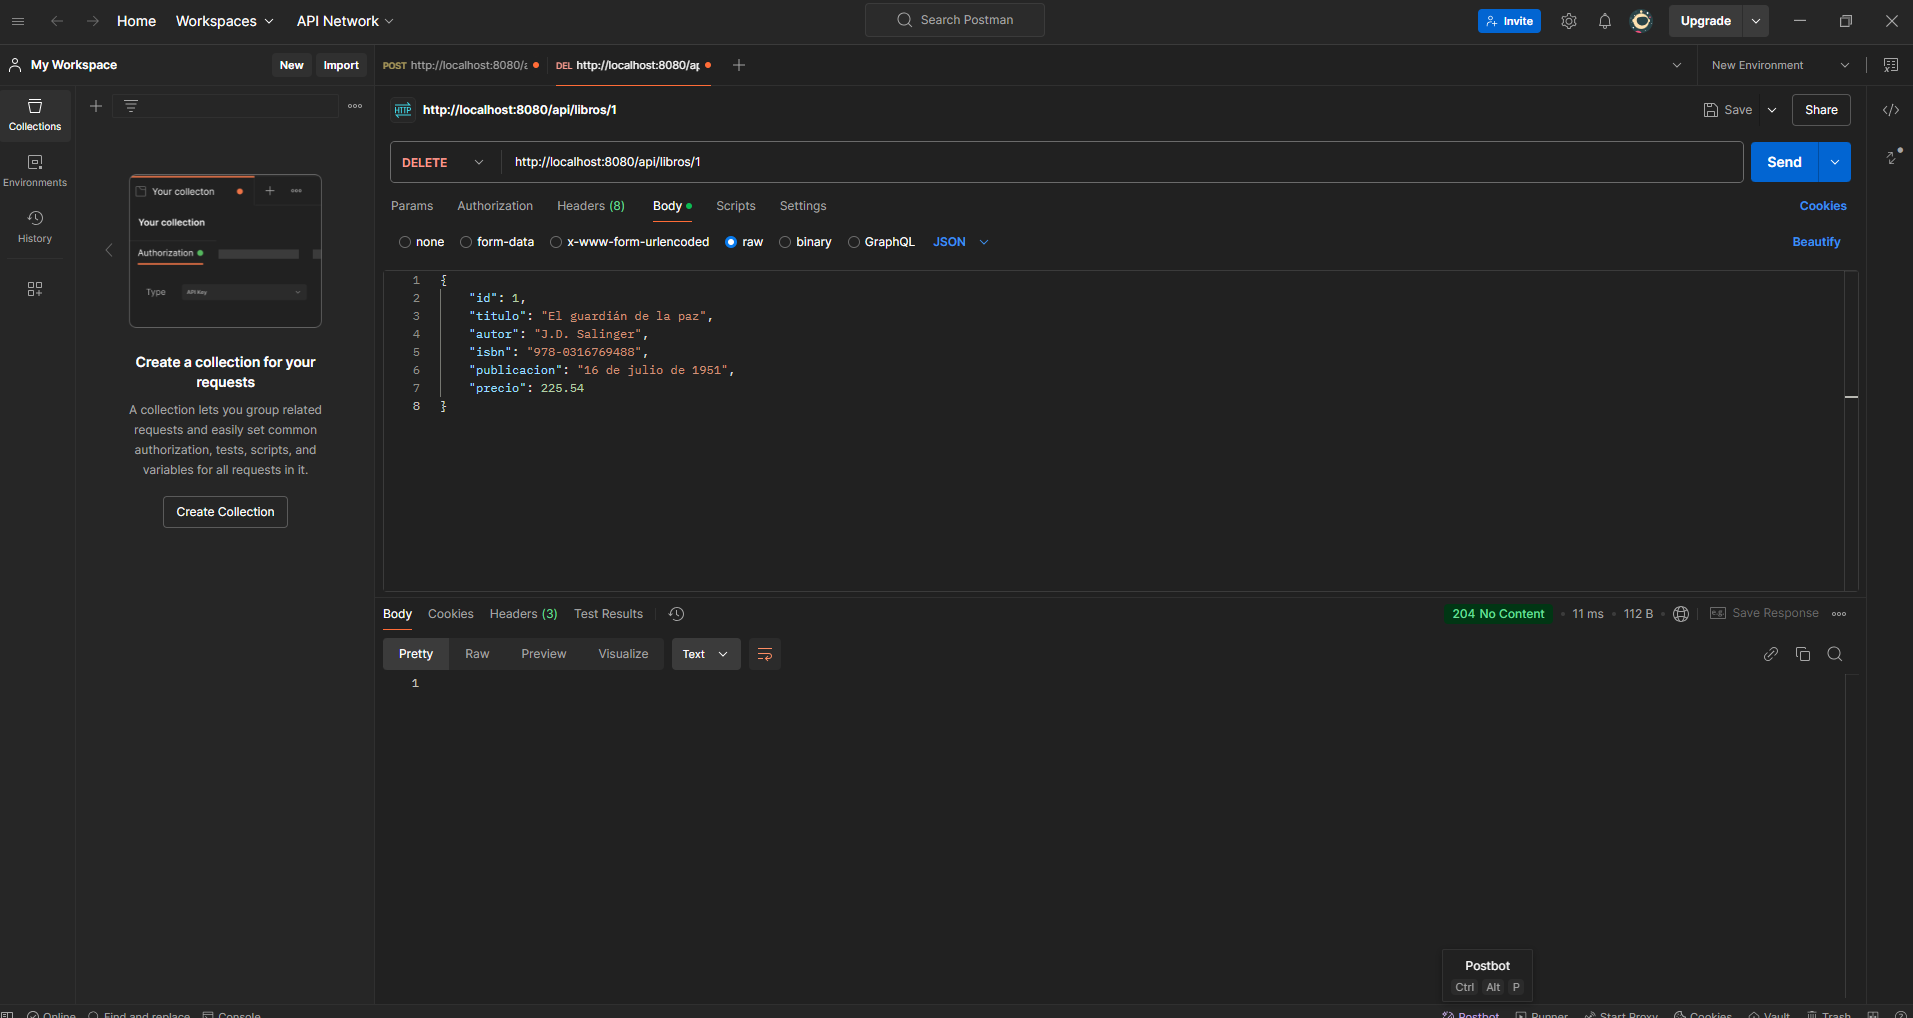 Home Workspaces API Network Search Postman Invite Upgrade
My Workspace New Import POST http://localhost:8080/a DEL http://localhost:8080/ap New Environment
Collections
Environments
History
Your collecton
Your collection
Authorization
Type API Key
Create a collection for your
requests
A collection lets you group related
requests and easily set common
authorization, tests, scripts, and
variables for all requests in it.
Create Collection
HTTP http://localhost:8080/api/libros/1 Save Share
DELETE http://localhost:8080/api/libros/1 Send
Params Authorization Headers (8) Body Scripts Settings Cookies
none form-data x-www-form-urlencoded raw binary GraphQL JSON Beautify
1 {
2 "id": 1,
3 "titulo": "El guardián de la paz",
4 "autor": "J.D. Salinger",
5 "isbn": "978-0316769488",
6 "publicacion": "16 de julio de 1951",
7 "precio": 225.54
8 }
Body Cookies Headers (3) Test Results 204 No Content • 11 ms • 112 B • e.g. Save Response
Pretty Raw Preview Visualize Text
1
Postbot
Ctrl Alt P
Online Find and replace Console Postbot Runner Start Proxy Cookies Vault Trash